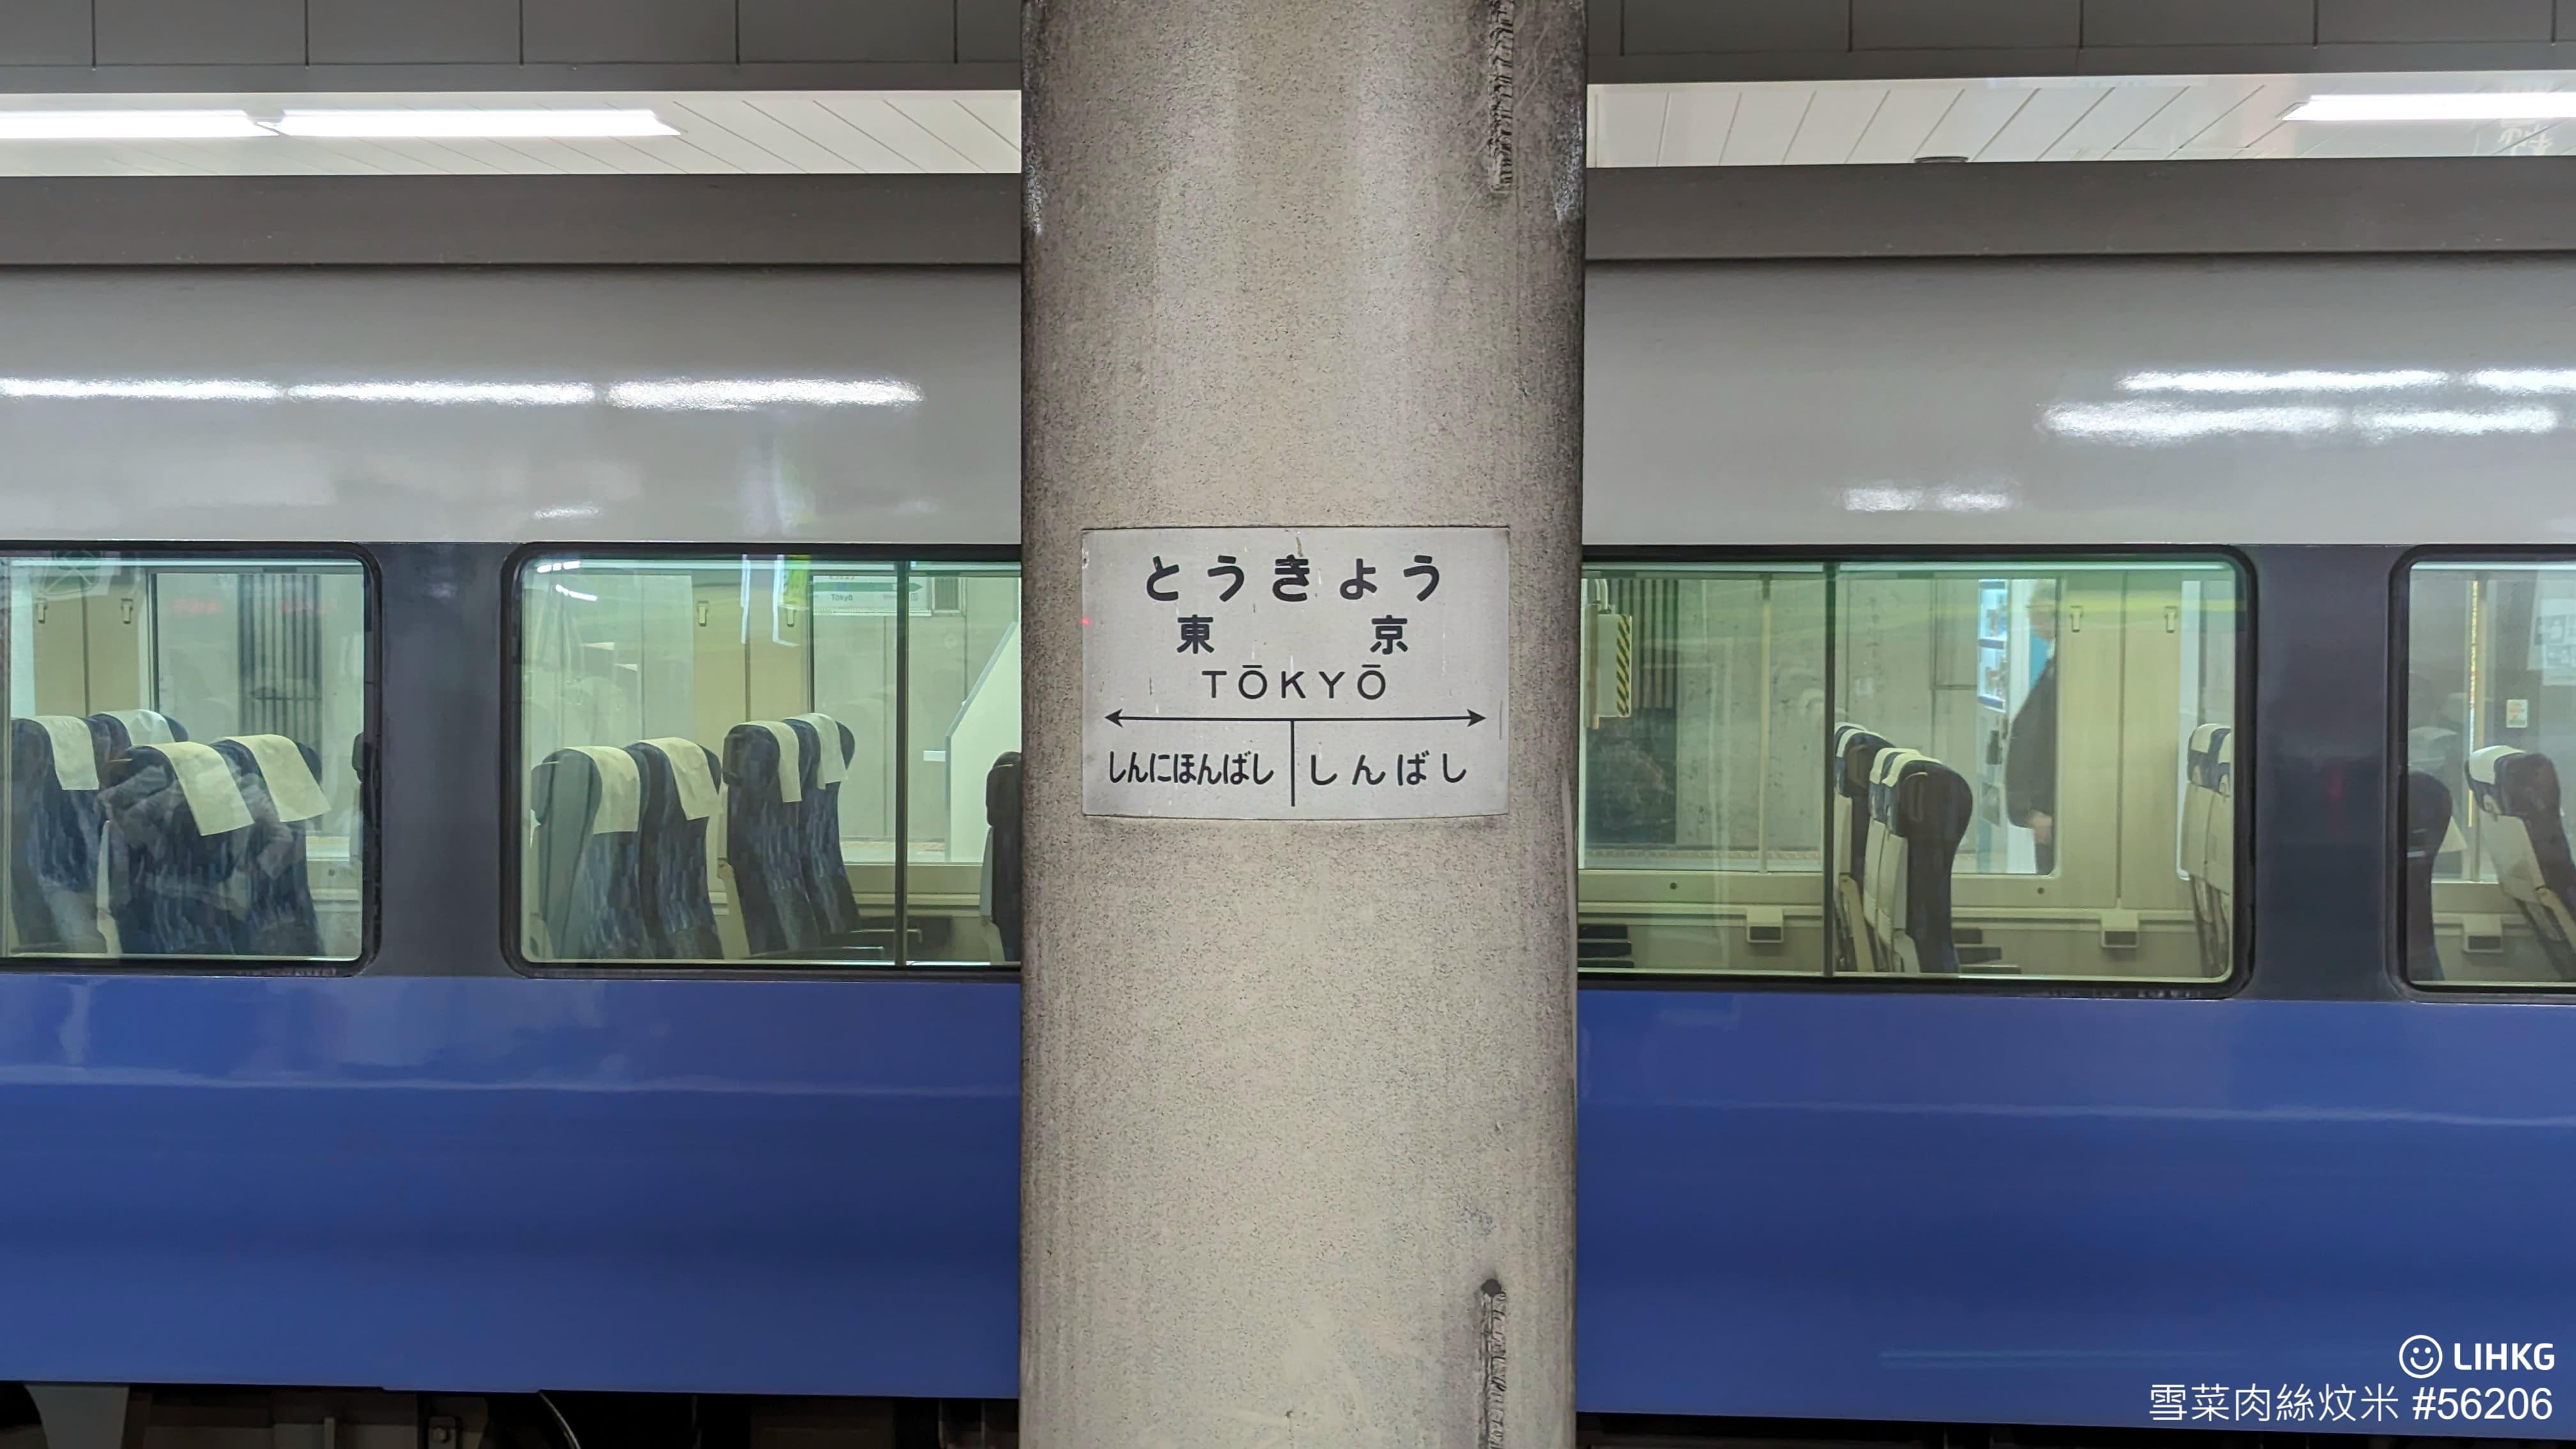 とうきょう
東京
TŌKYŌ
しんにほんばし しんばし
Tōkyō
LIHKG
雪菜肉絲炆米 #56206